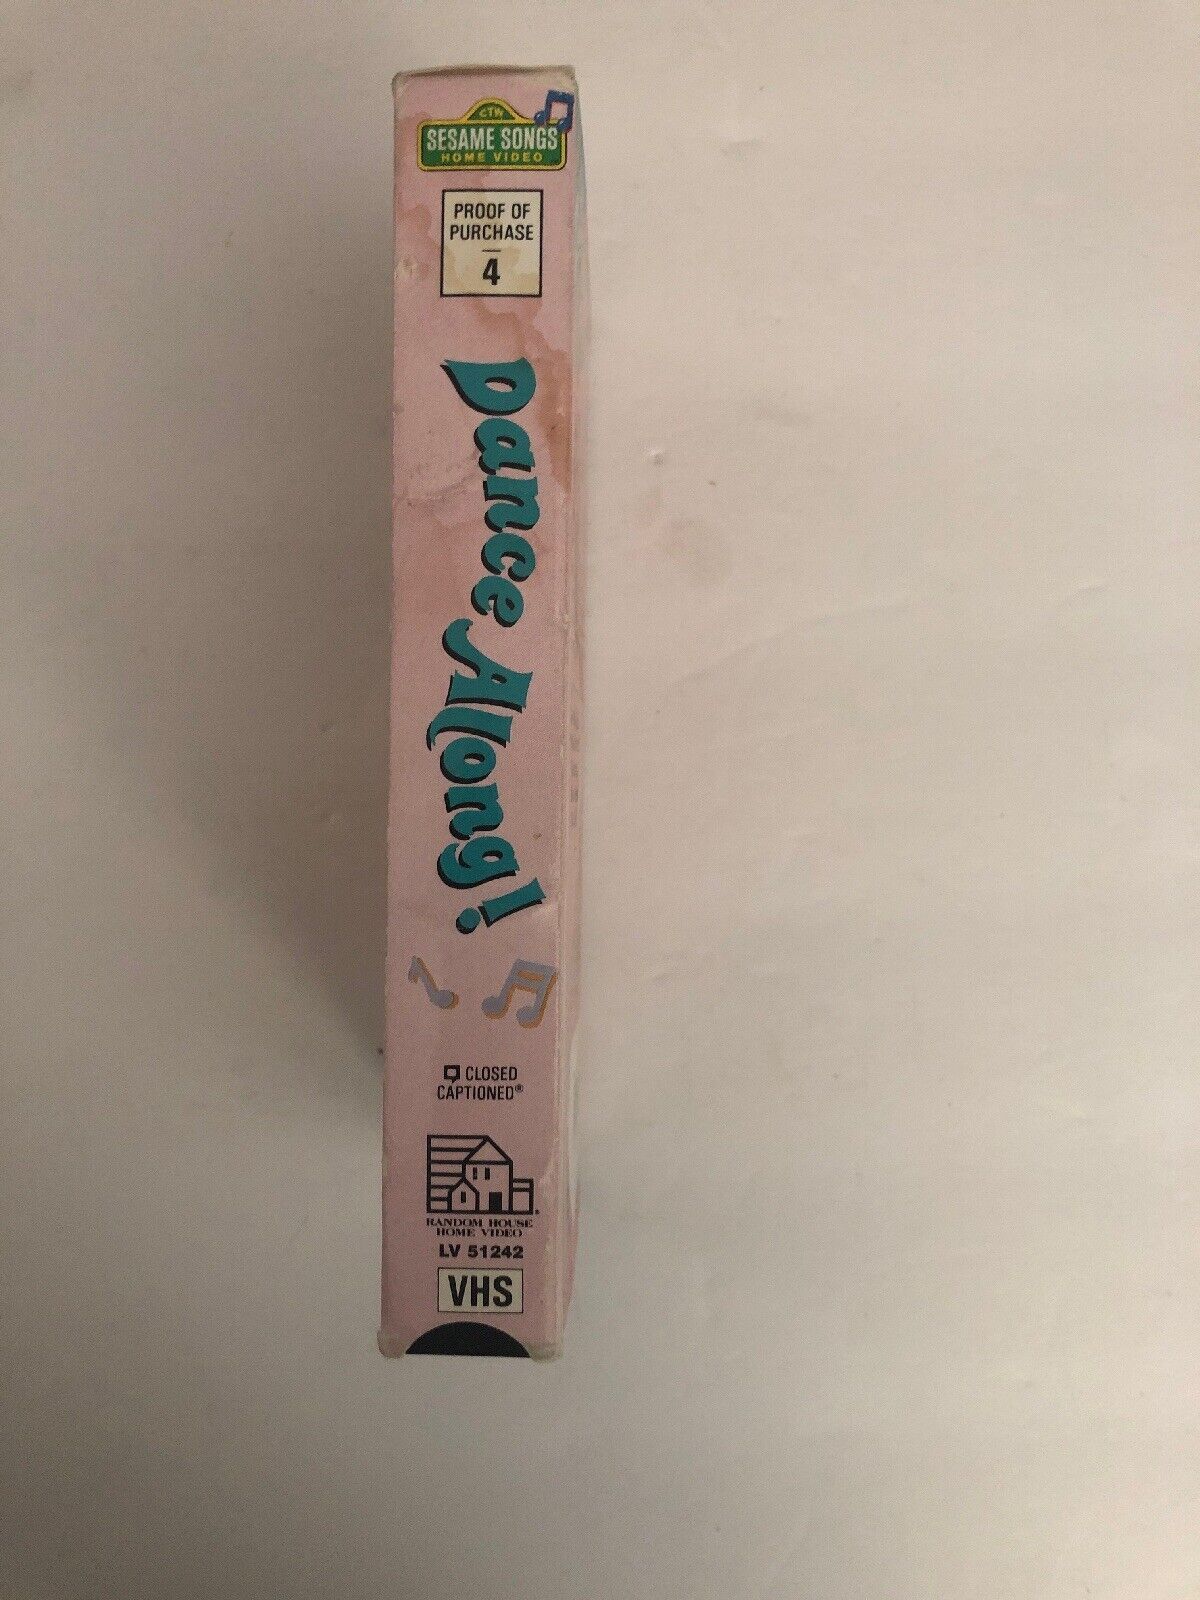 CTW
SESAME SONGS
HOME VIDEO
PROOF OF
PURCHASE
4
Dance Along!
CLOSED
CAPTIONED®
RANDOM HOUSE
HOME VIDEO
LV 51242
VHS